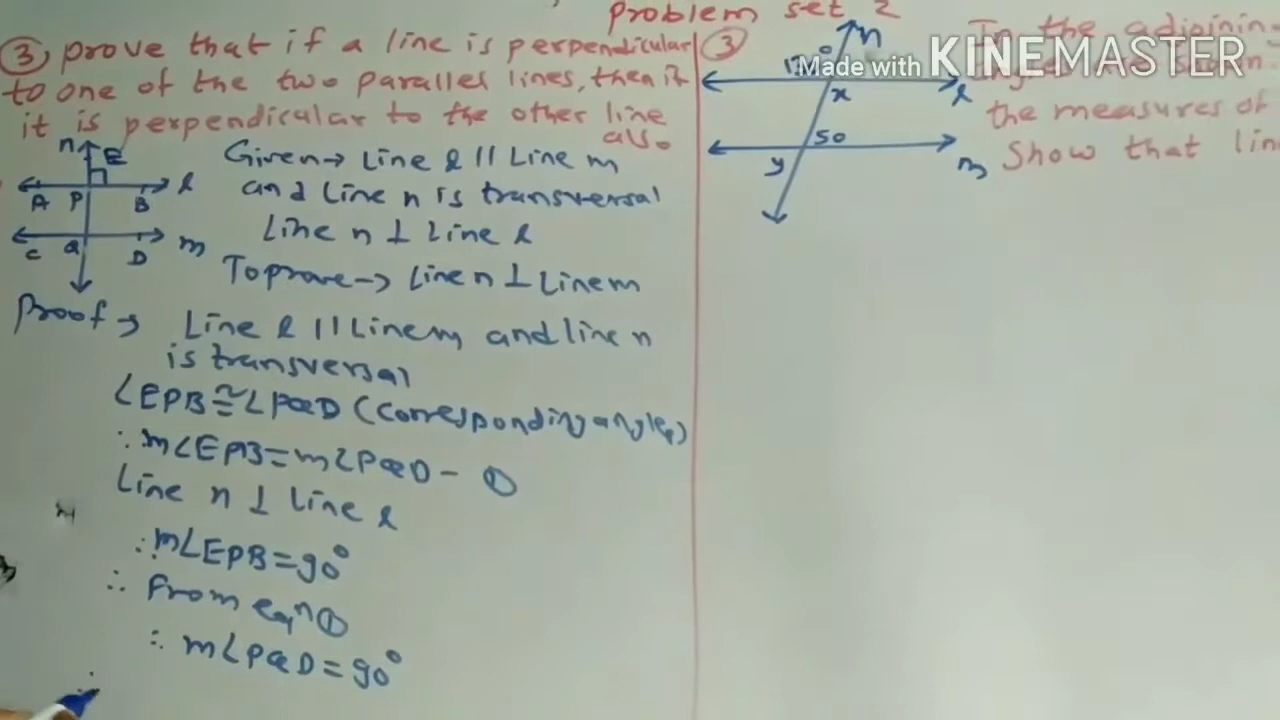 problem set 2
③ prove that if a line is perpendicular
to one of the two parallel lines, then it
it is perpendicular to the other line
also
n E
A P B l
C Q D m
Given → Line l || Line m
and Line n is transversal
Line n ⊥ Line l
To prove → Line n ⊥ Line m
Proof → Line l || Line m and line n
is transversal
∠EPB ≅ ∠PQD (corresponding angles)
∴ m∠EPB = m∠PQD - ①
Line n ⊥ Line l
∴ m∠EPB = 90°
∴ From eqⁿ ①
∴ m∠PQD = 90°
③
n
x l
50
y m
In the adjoinin
the measures of
Show that lin
Made with KINEMASTER